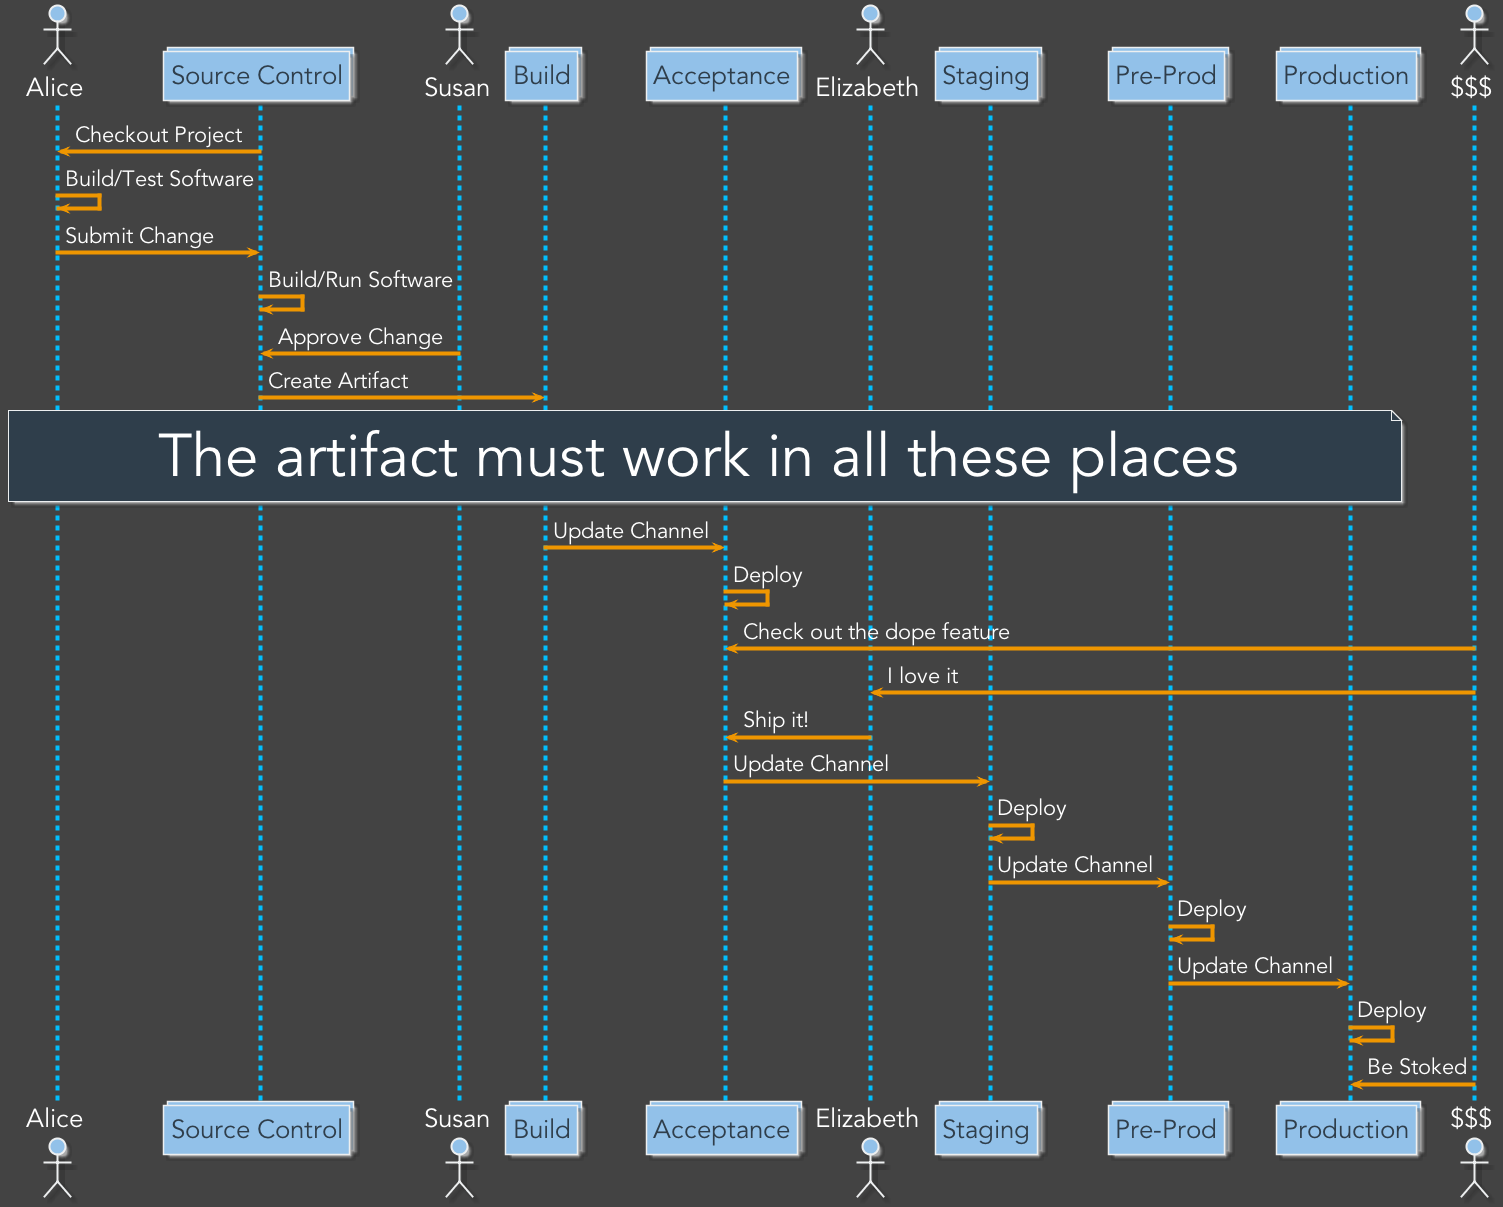 Alice
Source Control
Susan
Build
Acceptance
Elizabeth
Staging
Pre-Prod
Production
$$$
Checkout Project
Build/Test Software
Submit Change
Build/Run Software
Approve Change
Create Artifact
The artifact must work in all these places
Update Channel
Deploy
Check out the dope feature
I love it
Ship it!
Update Channel
Deploy
Update Channel
Deploy
Update Channel
Deploy
Be Stoked
Alice
Source Control
Susan
Build
Acceptance
Elizabeth
Staging
Pre-Prod
Production
$$$